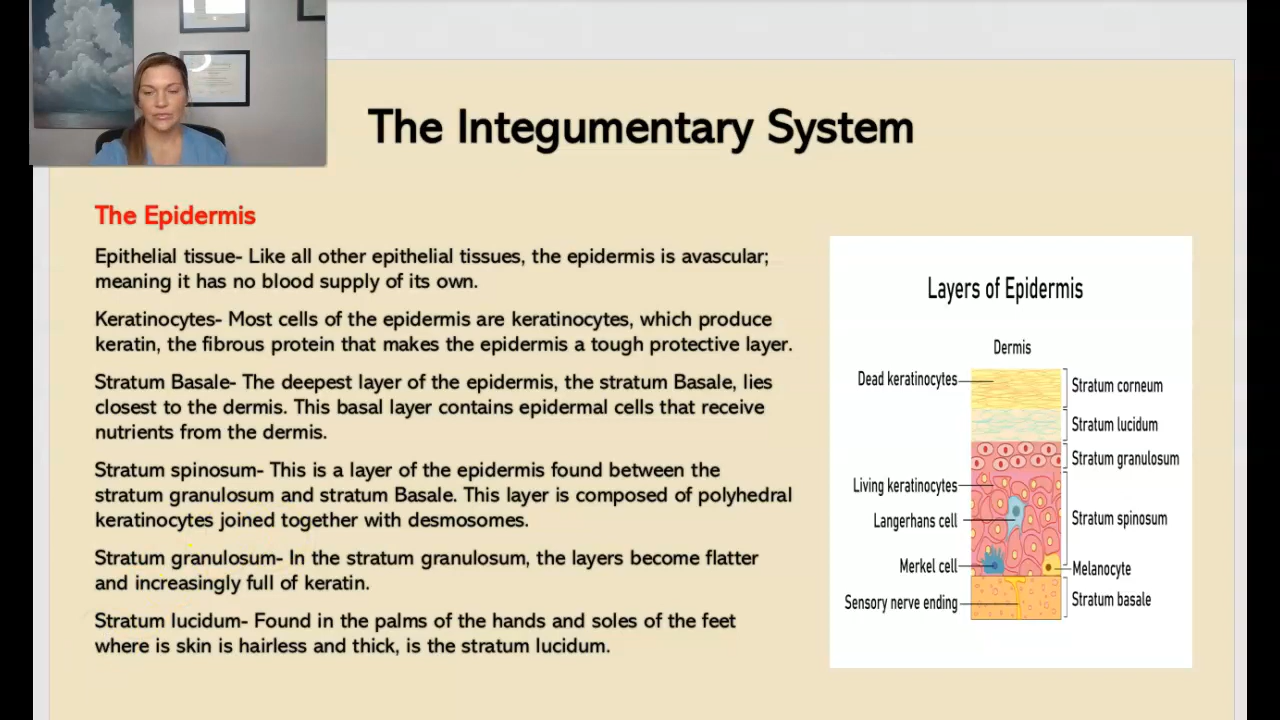 The Integumentary System
The Epidermis
Epithelial tissue- Like all other epithelial tissues, the epidermis is avascular;
meaning it has no blood supply of its own.
Keratinocytes- Most cells of the epidermis are keratinocytes, which produce
keratin, the fibrous protein that makes the epidermis a tough protective layer.
Stratum Basale- The deepest layer of the epidermis, the stratum Basale, lies
closest to the dermis. This basal layer contains epidermal cells that receive
nutrients from the dermis.
Stratum spinosum- This is a layer of the epidermis found between the
stratum granulosum and stratum Basale. This layer is composed of polyhedral
keratinocytes joined together with desmosomes.
Stratum granulosum- In the stratum granulosum, the layers become flatter
and increasingly full of keratin.
Stratum lucidum- Found in the palms of the hands and soles of the feet
where is skin is hairless and thick, is the stratum lucidum.
Layers of Epidermis
Dermis
Dead keratinocytes
Stratum corneum
Stratum lucidum
Stratum granulosum
Living keratinocytes
Langerhans cell
Stratum spinosum
Merkel cell
Melanocyte
Sensory nerve ending
Stratum basale